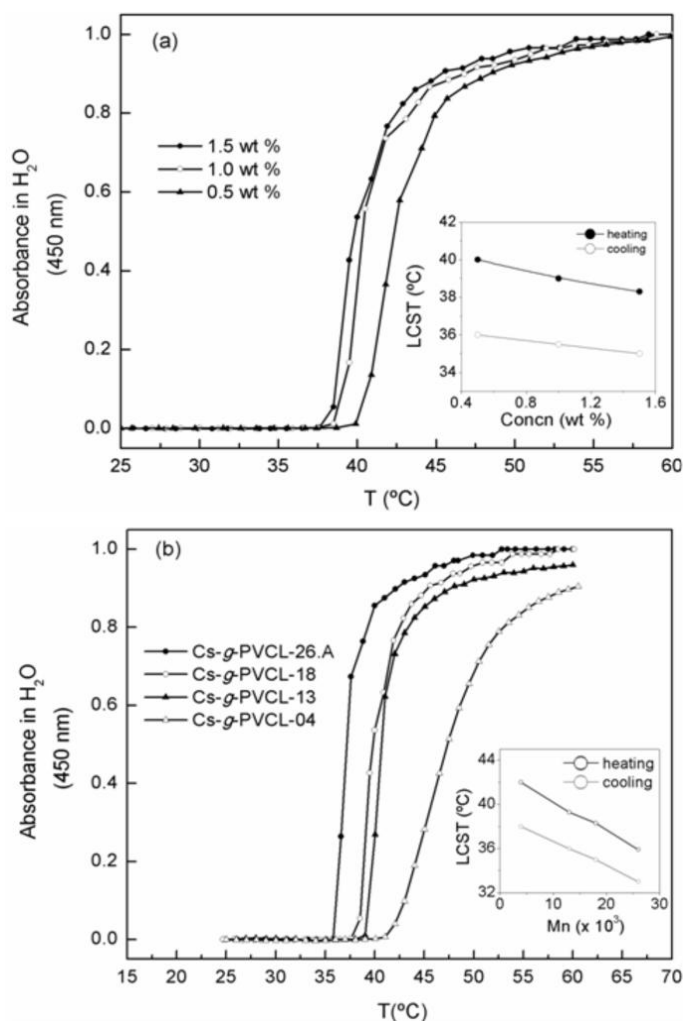 (a)
1.0
0.8
0.6
0.4
0.2
0.0
Absorbance in H2O
(450 nm)
1.5 wt %
1.0 wt %
0.5 wt %
42
40
38
36
33
LCST (ºC)
heating
cooling
0.4 0.8 1.2 1.6
Concn (wt %)
25 30 35 40 45 50 55 60
T (ºC)
(b)
1.0
0.8
0.6
0.4
0.2
0.0
Absorbance in H2O
(450 nm)
Cs-g-PVCL-26.A
Cs-g-PVCL-18
Cs-g-PVCL-13
Cs-g-PVCL-04
44
40
36
32
LCST (ºC)
heating
cooling
0 10 20 30
Mn (x 10³)
15 20 25 30 35 40 45 50 55 60 65 70
T(ºC)